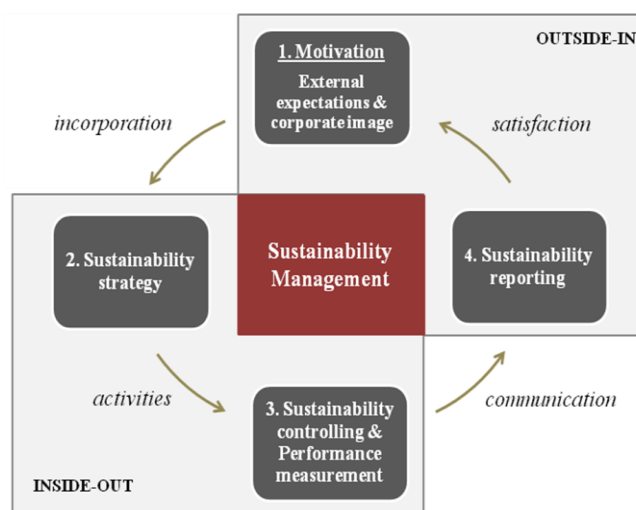 1. Motivation
External
expectations &
corporate image
OUTSIDE-IN
incorporation
satisfaction
2. Sustainability
strategy
Sustainability
Management
4. Sustainability
reporting
activities
3. Sustainability
controlling &
Performance
measurement
communication
INSIDE-OUT